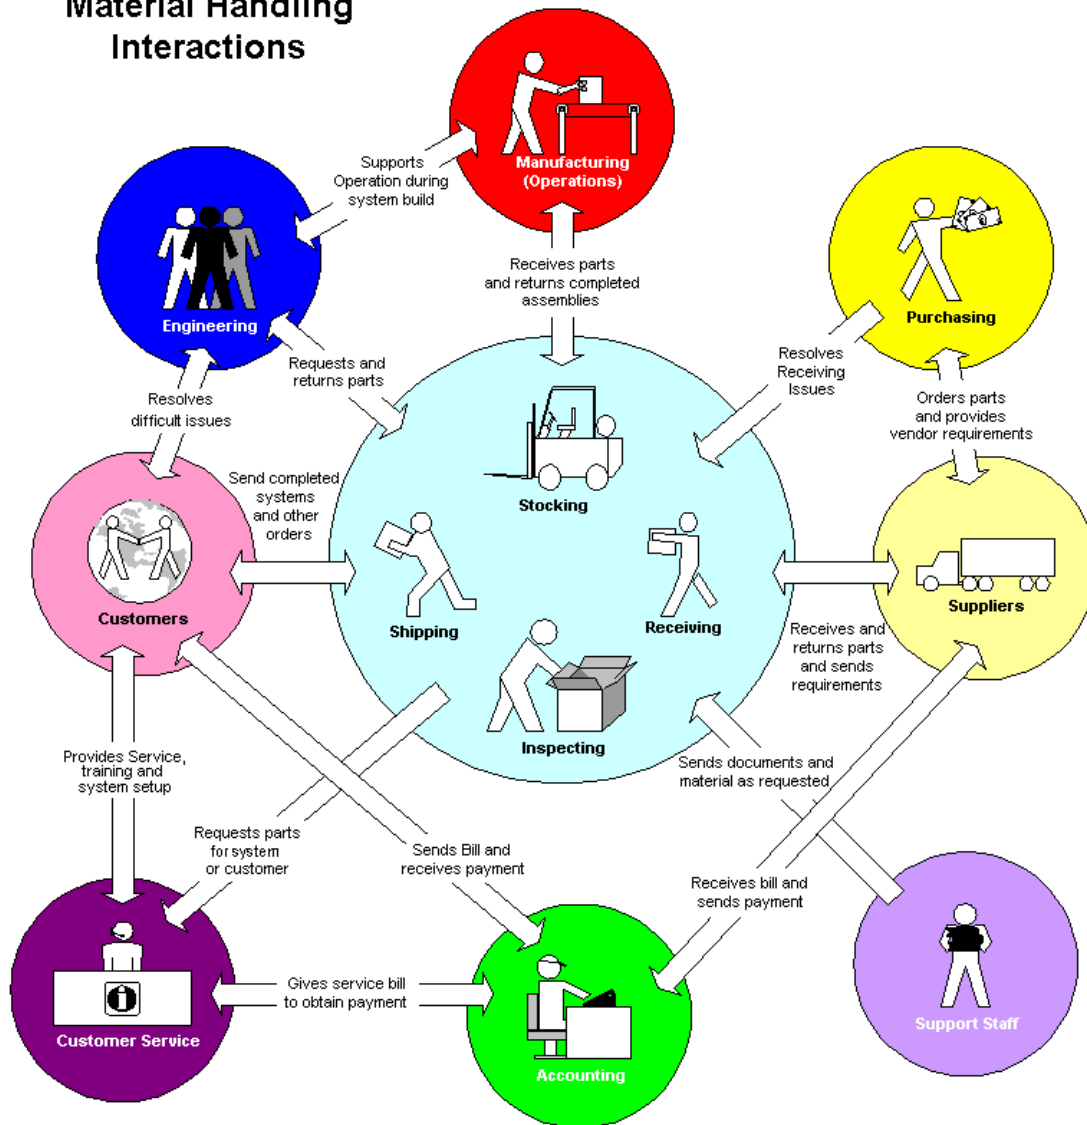 Material Handling
Interactions
Manufacturing
(Operations)
Supports
Operation during
system build
Engineering
Purchasing
Receives parts
and returns completed
assemblies
Requests and
returns parts
Resolves
Receiving
Issues
Resolves
difficult issues
Orders parts
and provides
vendor requirements
Send completed
systems
and other
orders
Stocking
Customers
Shipping
Receiving
Suppliers
Receives and
returns parts
and sends
requirements
Inspecting
Provides Service,
training and
system setup
Sends documents and
material as requested
Requests parts
for system
or customer
Sends Bill and
receives payment
Receives bill and
sends payment
Gives service bill
to obtain payment
Customer Service
Accounting
Support Staff